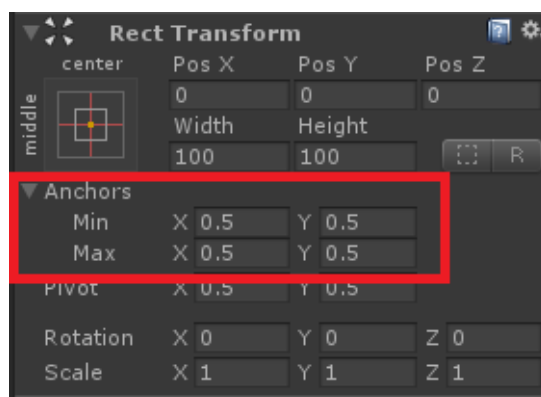 Rect Transform
center Pos X Pos Y Pos Z
middle
0 0 0
Width Height
100 100 R
Anchors
Min X 0.5 Y 0.5
Max X 0.5 Y 0.5
Pivot X 0.5 Y 0.5
Rotation X 0 Y 0 Z 0
Scale X 1 Y 1 Z 1